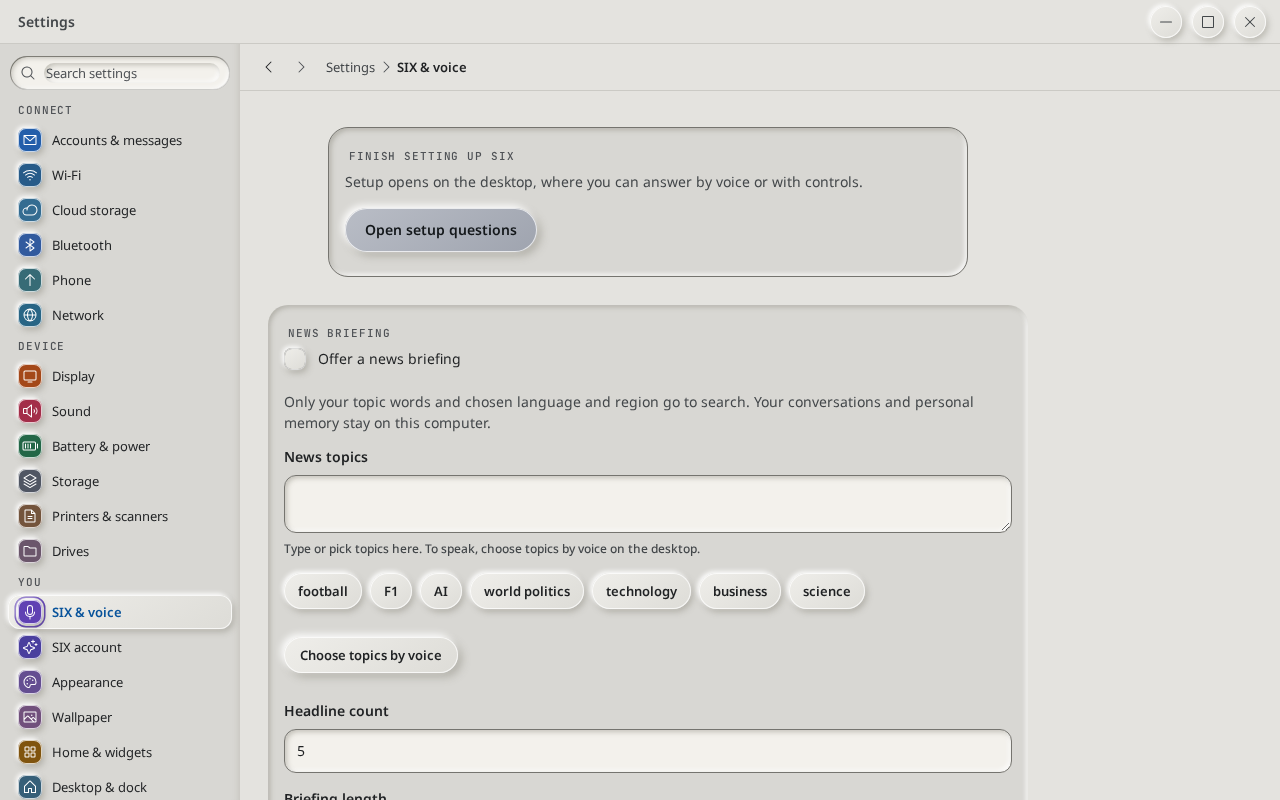 Settings
Search settings
CONNECT
Accounts & messages
Wi-Fi
Cloud storage
Bluetooth
Phone
Network
DEVICE
Display
Sound
Battery & power
Storage
Printers & scanners
Drives
YOU
SIX & voice
SIX account
Appearance
Wallpaper
Home & widgets
Desktop & dock
Settings SIX & voice
FINISH SETTING UP SIX
Setup opens on the desktop, where you can answer by voice or with controls.
Open setup questions
NEWS BRIEFING
Offer a news briefing
Only your topic words and chosen language and region go to search. Your conversations and personal
memory stay on this computer.
News topics
Type or pick topics here. To speak, choose topics by voice on the desktop.
football F1 AI world politics technology business science
Choose topics by voice
Headline count
5
Briefing length